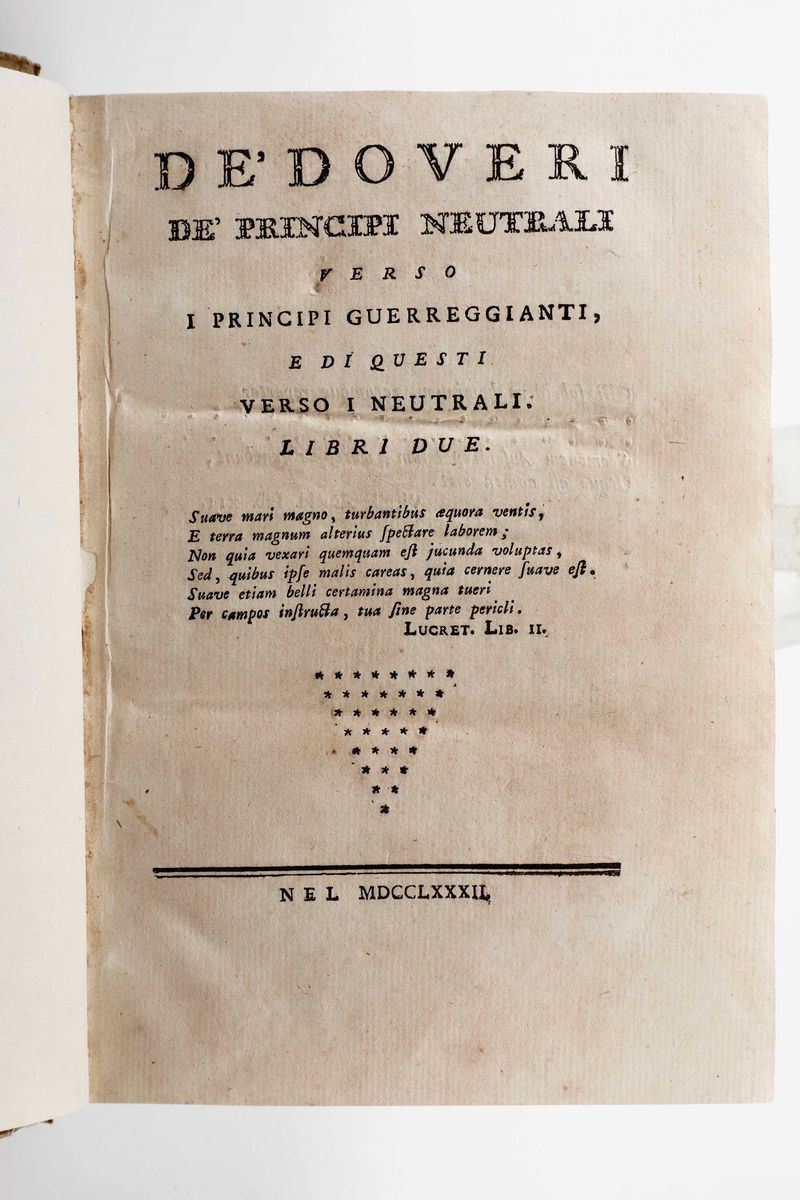 DE' DOVERI
DE' PRINCIPI NEUTRALI
VERSO
I PRINCIPI GUERREGGIANTI,
E DI QUESTI
VERSO I NEUTRALI.
LIBRI DUE.
Suave mari magno, turbantibus æquora ventis,
E terra magnum alterius ſpectare laborem;
Non quia vexari quemquam eſt jucunda voluptas,
Sed, quibus ipſe malis careas, quia cernere ſuave eſt.
Suave etiam belli certamina magna tueri
Per campos inſtructa, tua ſine parte pericli.
LUCRET. LIB. II.
* * * * * * * *
* * * * * * *
* * * * * *
* * * * *
* * * *
* * *
* *
*
NEL MDCCLXXXII.